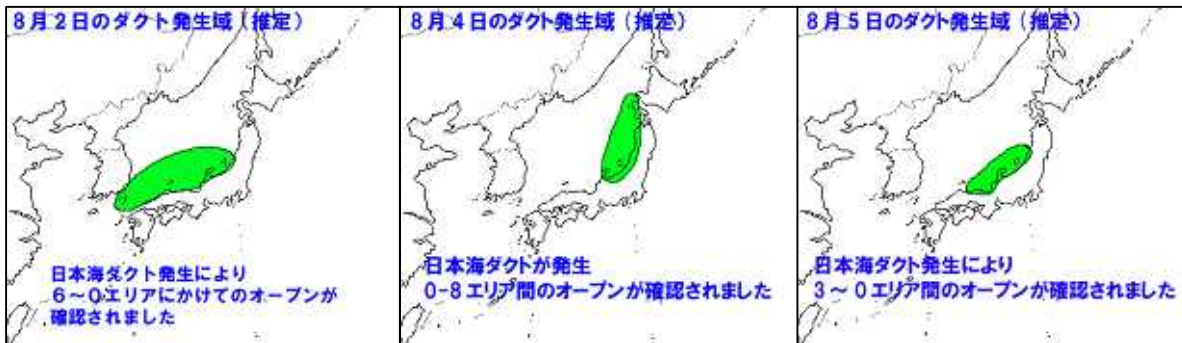 8月2日のダクト発生域（推定）
日本海ダクト発生により
6～0エリアにかけてのオープンが
確認されました
8月4日のダクト発生域（推定）
日本海ダクトが発生
0-8エリア間のオープンが確認されました
8月5日のダクト発生域（推定）
日本海ダクト発生により
3～0エリア間のオープンが確認されました